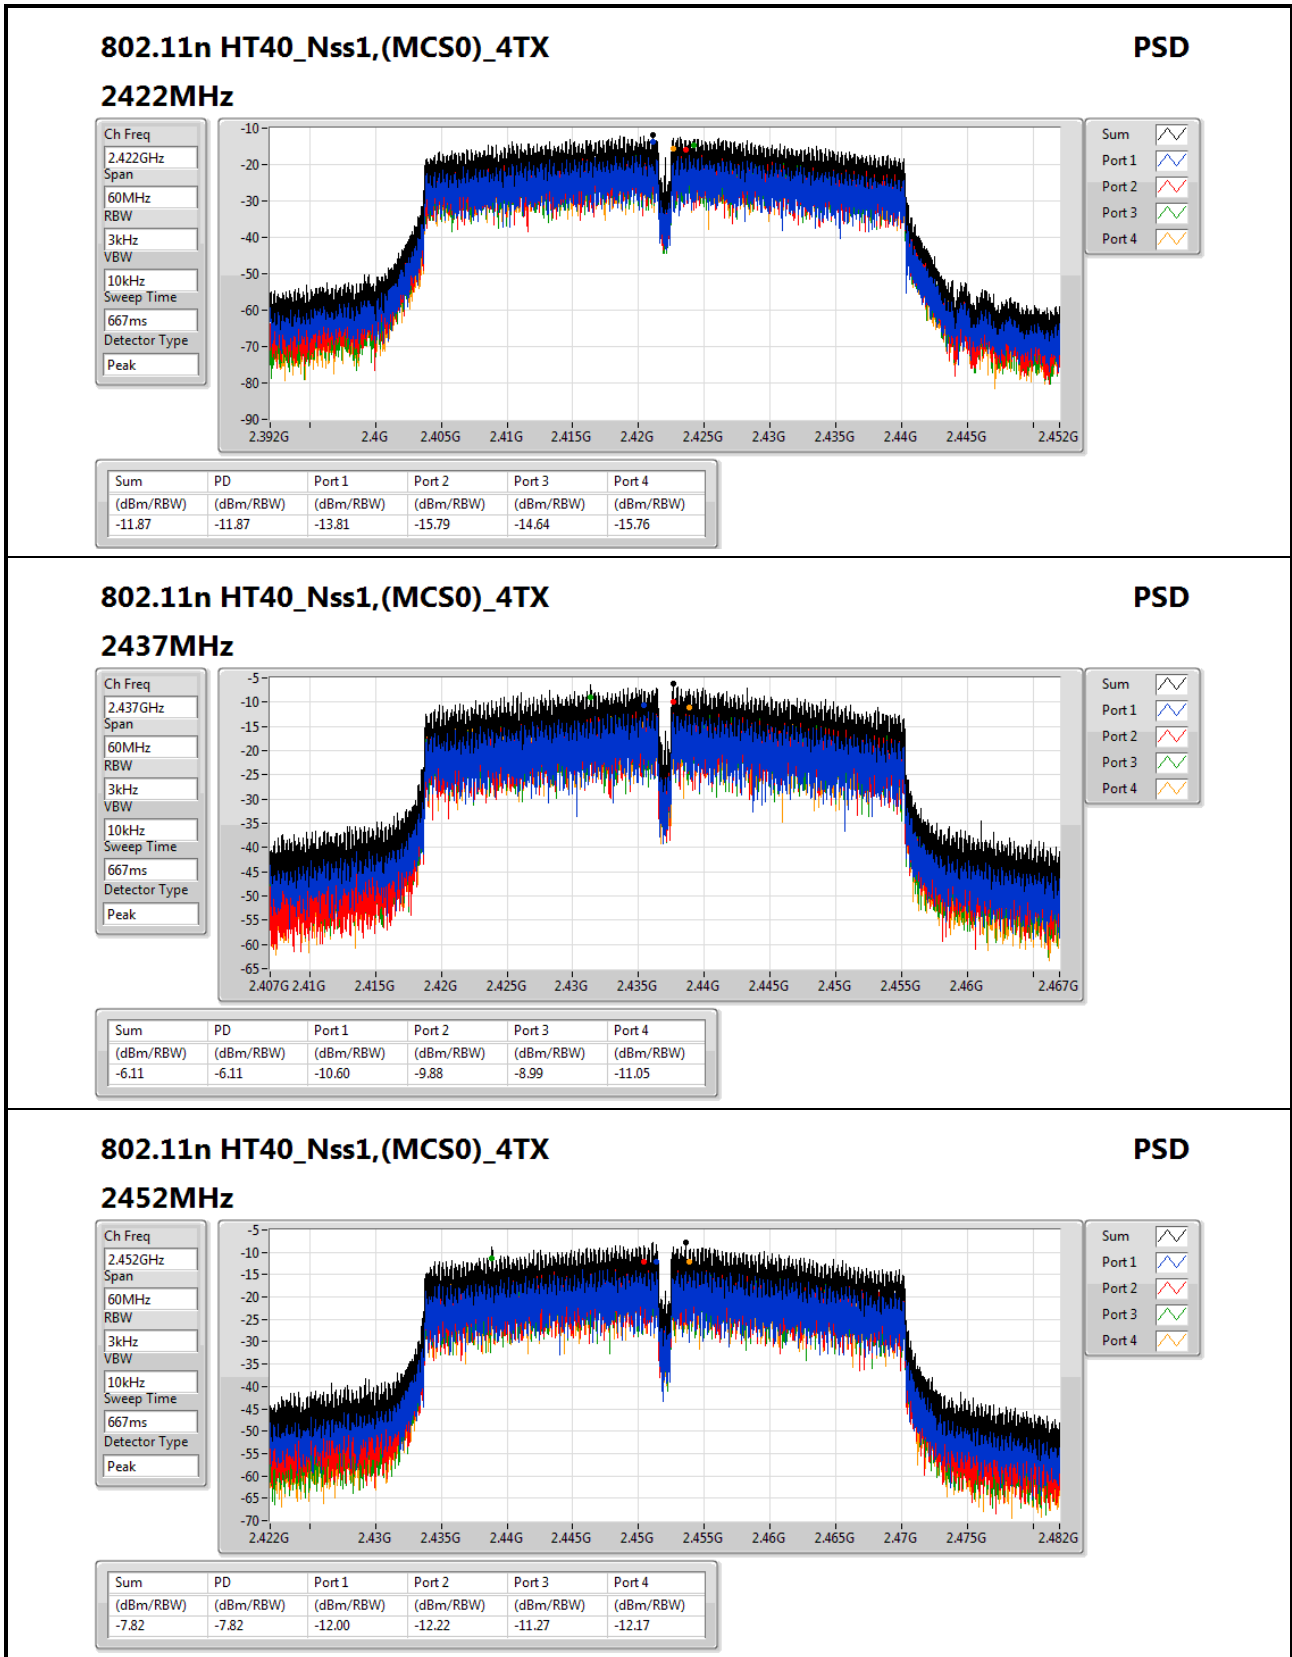 802.11n HT40_Nss1,(MCS0)_4TX PSD
2422MHz
Ch Freq
2.422GHz
Span
60MHz
RBW
3kHz
VBW
10kHz
Sweep Time
667ms
Detector Type
Peak
-10
-20
-30
-40
-50
-60
-70
-80
-90
2.392G 2.4G 2.405G 2.41G 2.415G 2.42G 2.425G 2.43G 2.435G 2.44G 2.445G 2.452G
Sum
Port 1
Port 2
Port 3
Port 4
Sum PD Port 1 Port 2 Port 3 Port 4
(dBm/RBW) (dBm/RBW) (dBm/RBW) (dBm/RBW) (dBm/RBW) (dBm/RBW)
-11.87 -11.87 -13.81 -15.79 -14.64 -15.76
802.11n HT40_Nss1,(MCS0)_4TX PSD
2437MHz
Ch Freq
2.437GHz
Span
60MHz
RBW
3kHz
VBW
10kHz
Sweep Time
667ms
Detector Type
Peak
-5
-10
-15
-20
-25
-30
-35
-40
-45
-50
-55
-60
-65
2.407G 2.41G 2.415G 2.42G 2.425G 2.43G 2.435G 2.44G 2.445G 2.45G 2.455G 2.46G 2.467G
Sum
Port 1
Port 2
Port 3
Port 4
Sum PD Port 1 Port 2 Port 3 Port 4
(dBm/RBW) (dBm/RBW) (dBm/RBW) (dBm/RBW) (dBm/RBW) (dBm/RBW)
-6.11 -6.11 -10.60 -9.88 -8.99 -11.05
802.11n HT40_Nss1,(MCS0)_4TX PSD
2452MHz
Ch Freq
2.452GHz
Span
60MHz
RBW
3kHz
VBW
10kHz
Sweep Time
667ms
Detector Type
Peak
-5
-10
-15
-20
-25
-30
-35
-40
-45
-50
-55
-60
-65
-70
2.422G 2.43G 2.435G 2.44G 2.445G 2.45G 2.455G 2.46G 2.465G 2.47G 2.475G 2.482G
Sum
Port 1
Port 2
Port 3
Port 4
Sum PD Port 1 Port 2 Port 3 Port 4
(dBm/RBW) (dBm/RBW) (dBm/RBW) (dBm/RBW) (dBm/RBW) (dBm/RBW)
-7.82 -7.82 -12.00 -12.22 -11.27 -12.17